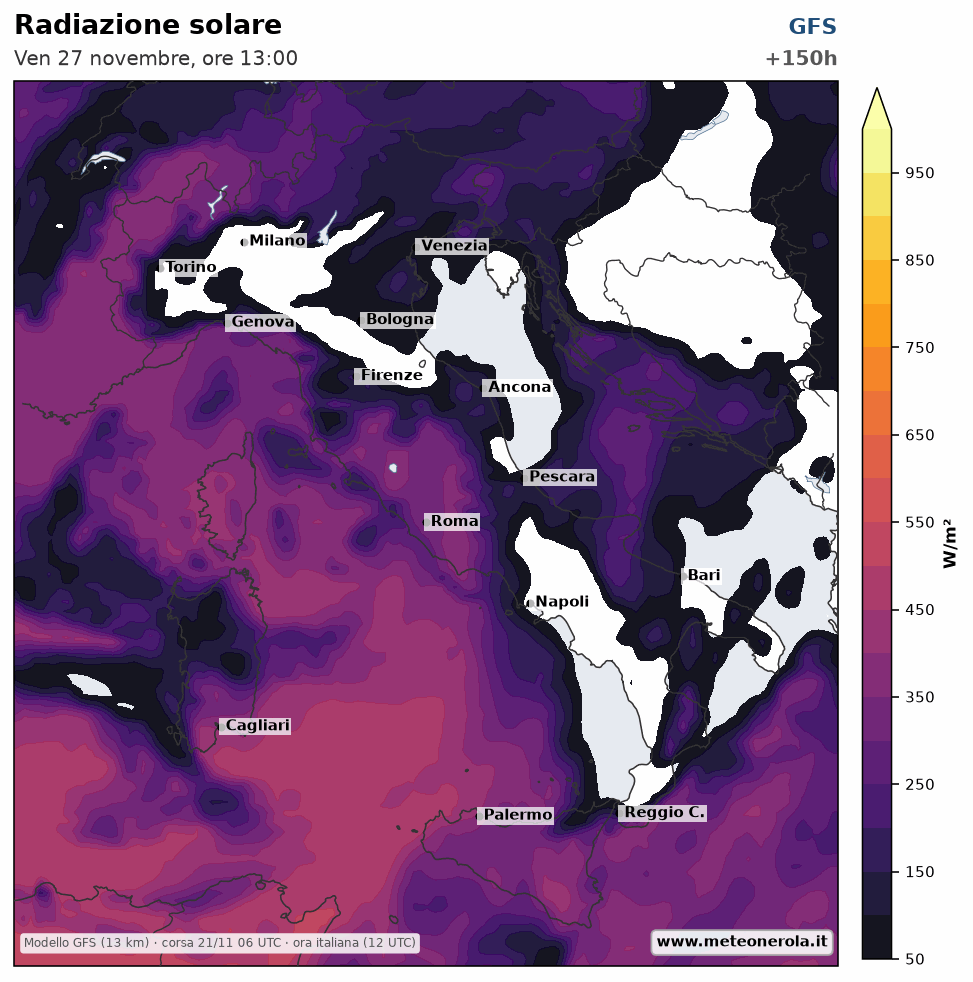 Radiazione solare
GFS
Ven 27 novembre, ore 13:00
+150h
Milano
Venezia
Torino
Genova
Bologna
Firenze
Ancona
Pescara
Roma
Bari
Napoli
Cagliari
Palermo
Reggio C.
950
850
750
650
550
450
350
250
150
50
W/m²
Modello GFS (13 km) · corsa 21/11 06 UTC · ora italiana (12 UTC)
www.meteonerola.it